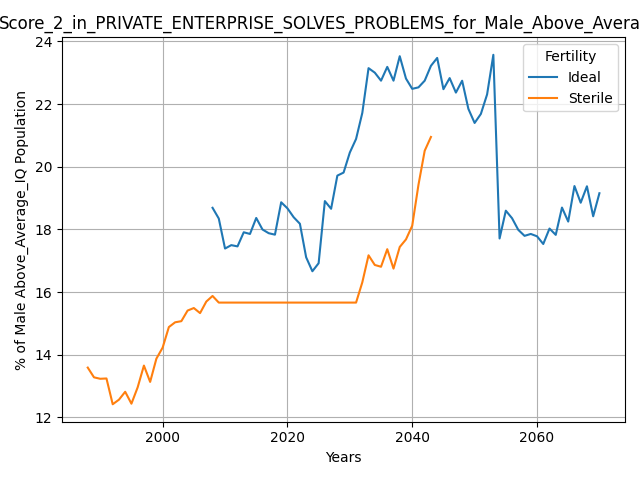 Score_2_in_PRIVATE_ENTERPRISE_SOLVES_PROBLEMS_for_Male_Above_Avera
24
22
20
18
16
14
12
% of Male Above_Average_IQ Population
Fertility
Ideal
Sterile
2000
2020
2040
2060
Years